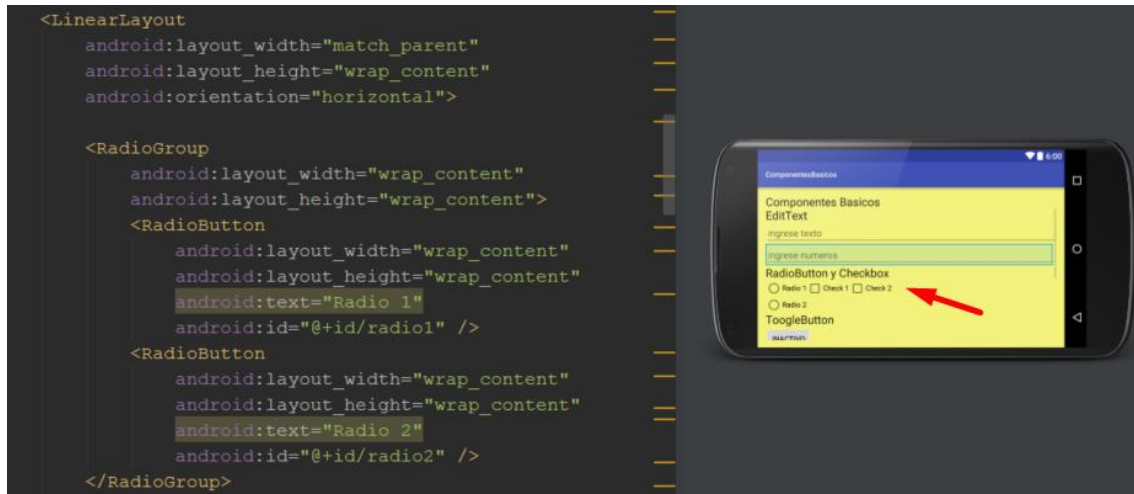 <LinearLayout
android:layout_width="match_parent"
android:layout_height="wrap_content"
android:orientation="horizontal">
<RadioGroup
android:layout_width="wrap_content"
android:layout_height="wrap_content">
<RadioButton
android:layout_width="wrap_content"
android:layout_height="wrap_content"
android:text="Radio 1"
android:id="@+id/radio1" />
<RadioButton
android:layout_width="wrap_content"
android:layout_height="wrap_content"
android:text="Radio 2"
android:id="@+id/radio2" />
</RadioGroup>
6:00
ComponentesBasicos
Componentes Basicos
EditText
ingrese texto
ingrese numeros
RadioButton y Checkbox
Radio 1 Check 1 Check 2
Radio 2
ToogleButton
INACTIVO